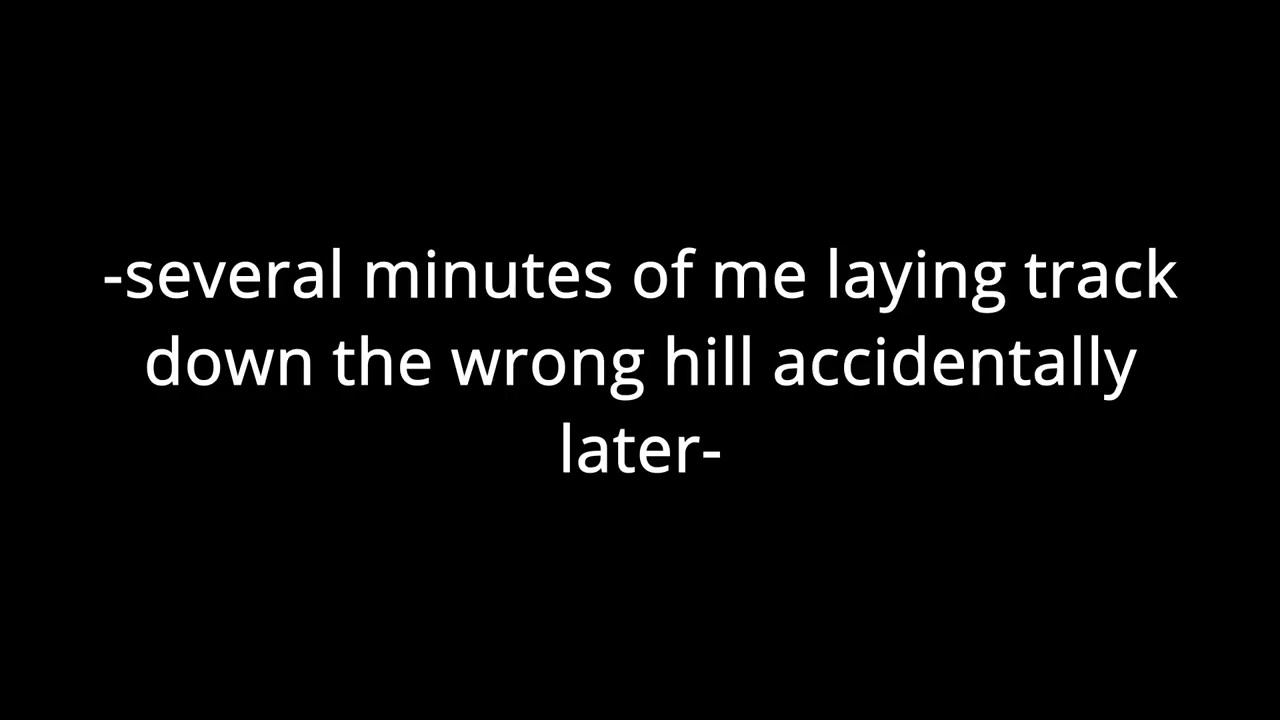 -several minutes of me laying track
down the wrong hill accidentally
later-